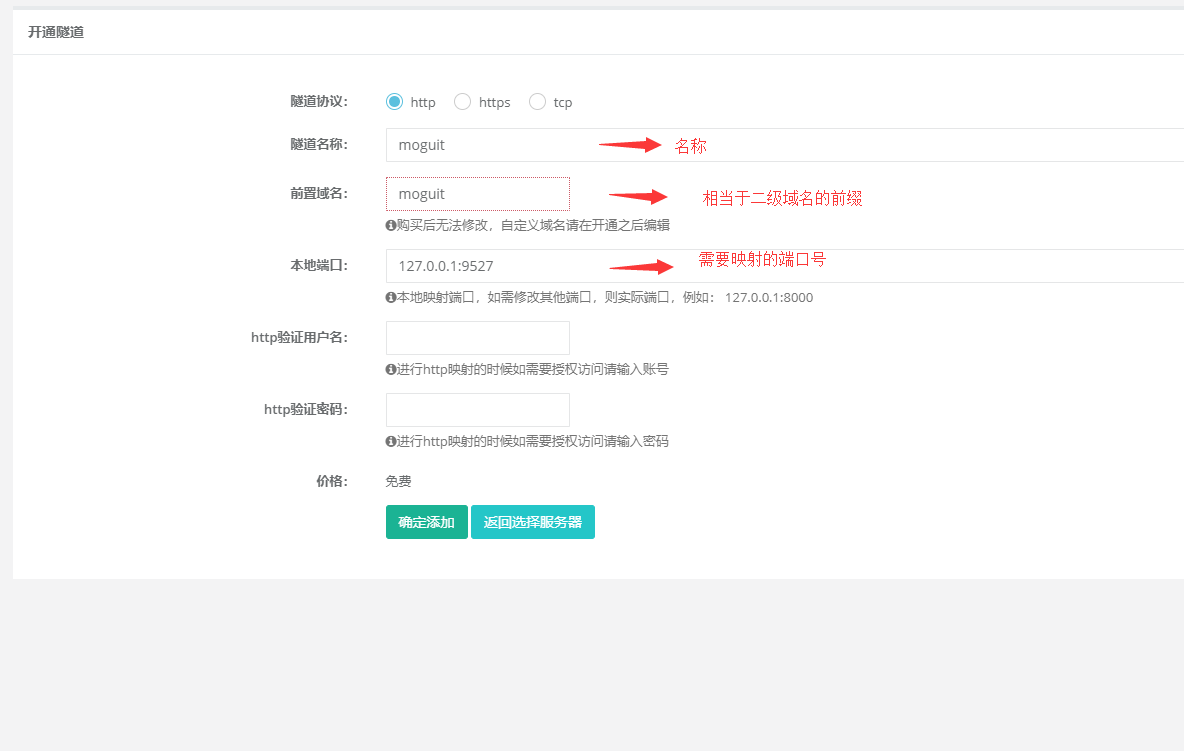 开通隧道
隧道协议： http https tcp
隧道名称： moguit 名称
前置域名： moguit 相当于二级域名的前缀
购买后无法修改，自定义域名请在开通之后编辑
本地端口： 127.0.0.1:9527 需要映射的端口号
本地映射端口，如需修改其他端口，则实际端口，例如： 127.0.0.1:8000
http验证用户名：
进行http映射的时候如需要授权访问请输入账号
http验证密码：
进行http映射的时候如需要授权访问请输入密码
价格： 免费
确定添加 返回选择服务器